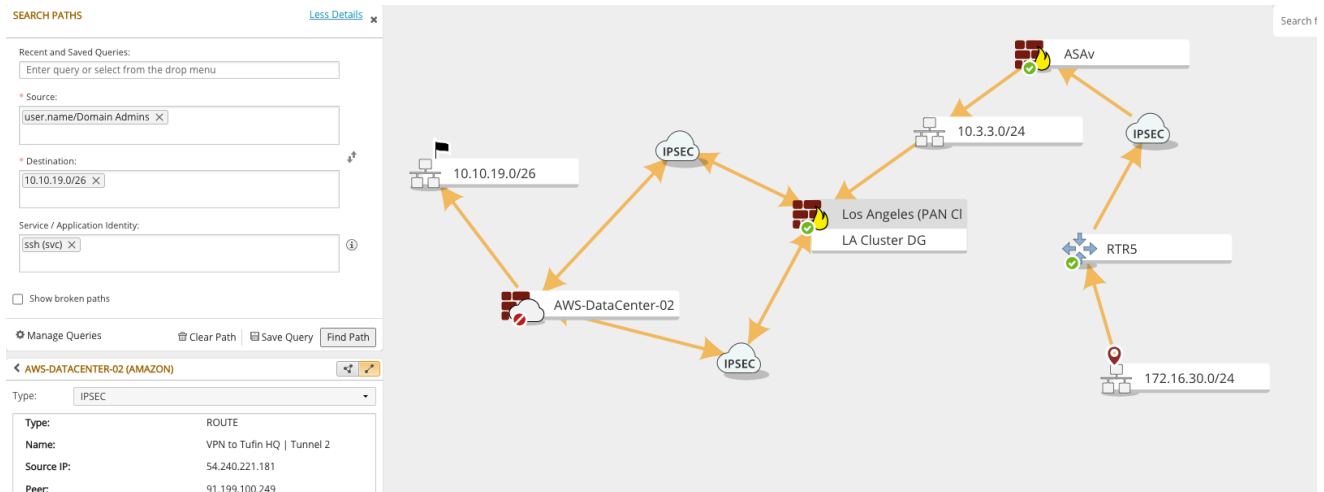 SEARCH PATHS
Less Details
Recent and Saved Queries:
Enter query or select from the drop menu
* Source:
user.name/Domain Admins
* Destination:
10.10.19.0/26
Service / Application Identity:
ssh (svc)
Show broken paths
Manage Queries
Clear Path
Save Query
Find Path
AWS-DATACENTER-02 (AMAZON)
Type:
IPSEC
Type: ROUTE
Name: VPN to Tufin HQ | Tunnel 2
Source IP: 54.240.221.181
Peer: 91.199.100.249
Search f
ASAv
10.3.3.0/24
IPSEC
IPSEC
10.10.19.0/26
Los Angeles (PAN Cl
LA Cluster DG
RTR5
AWS-DataCenter-02
IPSEC
172.16.30.0/24